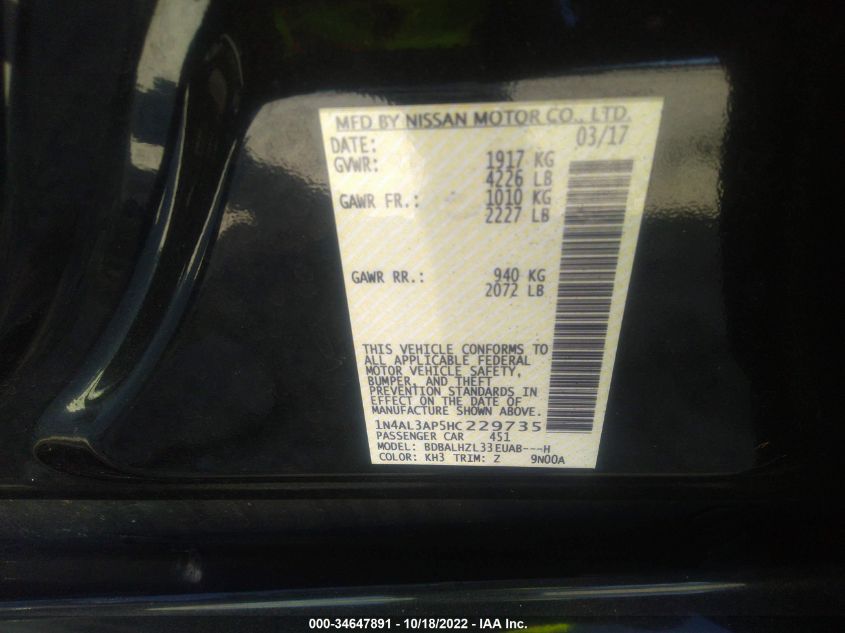 MFD BY NISSAN MOTOR CO., LTD.
DATE: 03/17
GVWR: 1917 KG
4226 LB
GAWR FR.: 1010 KG
2227 LB
GAWR RR.: 940 KG
2072 LB
THIS VEHICLE CONFORMS TO
ALL APPLICABLE FEDERAL
MOTOR VEHICLE SAFETY,
BUMPER, AND THEFT
PREVENTION STANDARDS IN
EFFECT ON THE DATE OF
MANUFACTURE SHOWN ABOVE.
1N4AL3AP5HC229735
PASSENGER CAR 451
MODEL: BDBALHZL33EUAB---H
COLOR: KH3 TRIM: Z 9N00A
000-34647891 - 10/18/2022 - IAA Inc.